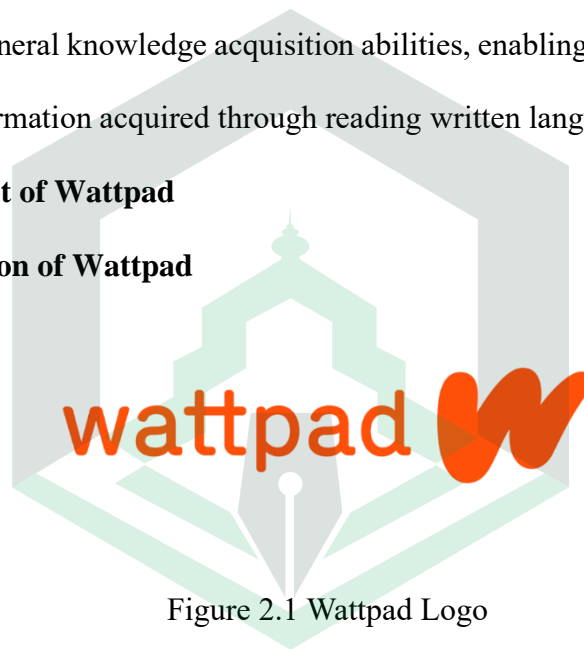 neral knowledge acquisition abilities, enabling
rmation acquired through reading written lang
t of Wattpad
on of Wattpad
wattpad
Figure 2.1 Wattpad Logo